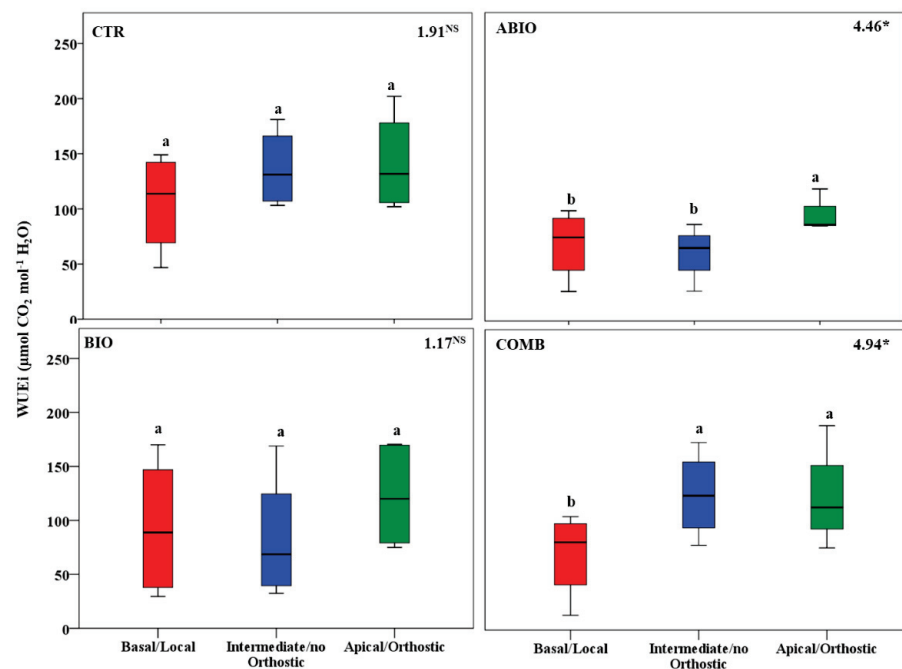 CTR 1.91ᴺˢ
a a a
ABIO 4.46*
b b a
BIO 1.17ᴺˢ
a a a
COMB 4.94*
b a a
WUEi (µmol CO₂ mol⁻¹ H₂O)
250
200
150
100
50
0
250
200
150
100
50
0
Basal/Local Intermediate/no Apical/Orthostic
Orthostic
Basal/Local Intermediate/no Apical/Orthostic
Orthostic